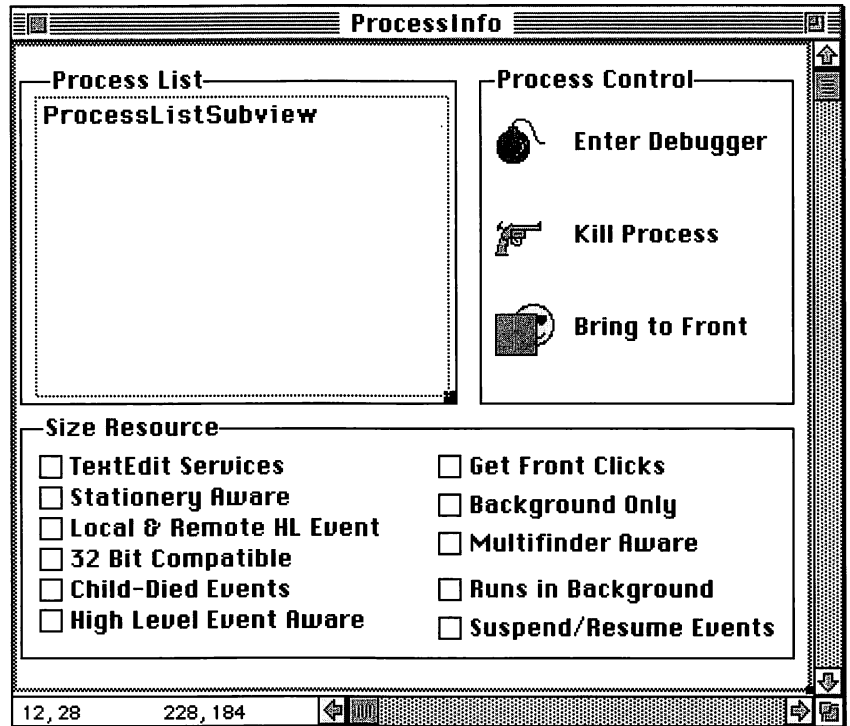 ProcessInfo
Process List
ProcessListSubview
Process Control
Enter Debugger
Kill Process
Bring to Front
Size Resource
TextEdit Services
Stationery Aware
Local & Remote HL Event
32 Bit Compatible
Child-Died Events
High Level Event Aware
Get Front Clicks
Background Only
Multifinder Aware
Runs in Background
Suspend/Resume Events
12,28 228,184